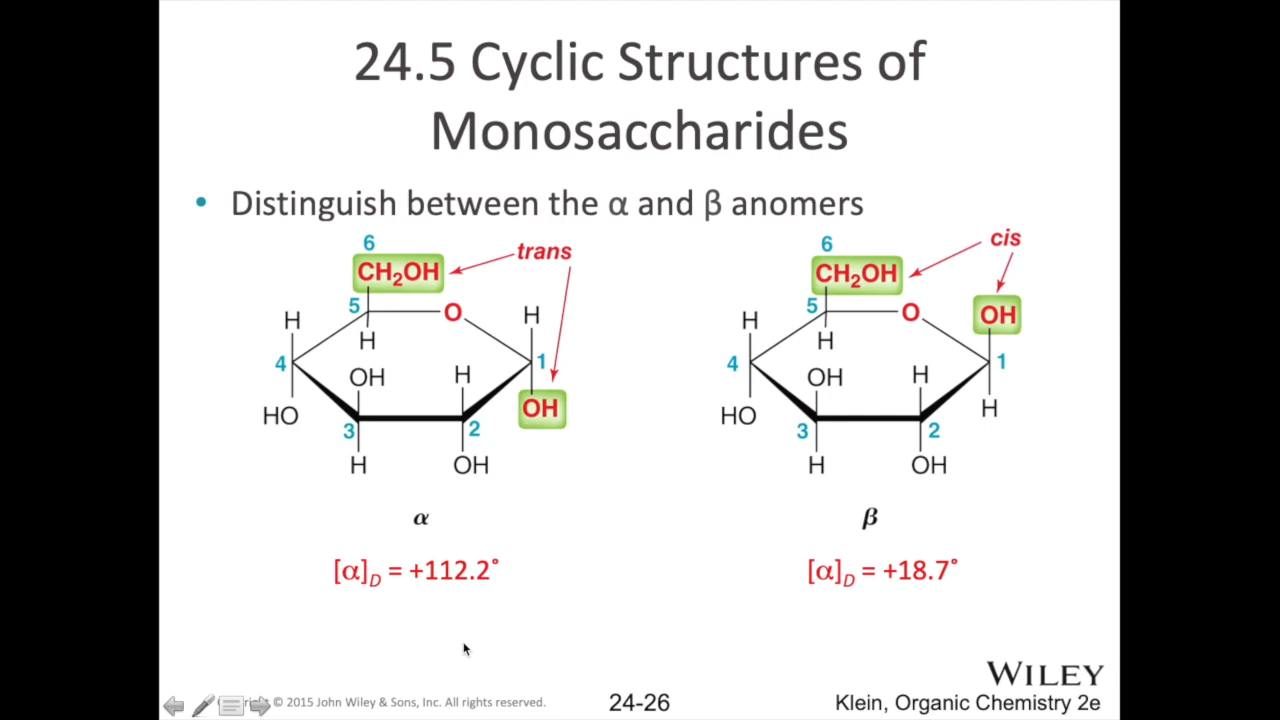 24.5 Cyclic Structures of
Monosaccharides
• Distinguish between the α and β anomers
6
CH₂OH
trans
5
O
H
H
H
4
1
OH
H
HO
OH
3
2
H
OH
α
[α]D = +112.2°
6
CH₂OH
cis
5
O
OH
H
H
4
1
OH
H
HO
H
3
2
H
OH
β
[α]D = +18.7°
WILEY
© 2015 John Wiley & Sons, Inc. All rights reserved.
24-26
Klein, Organic Chemistry 2e